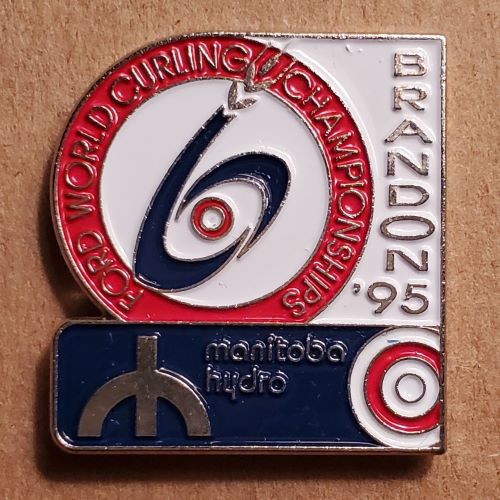 FORD WORLD CURLING CHAMPIONSHIPS
BRANDON
'95
manitoba
hydro